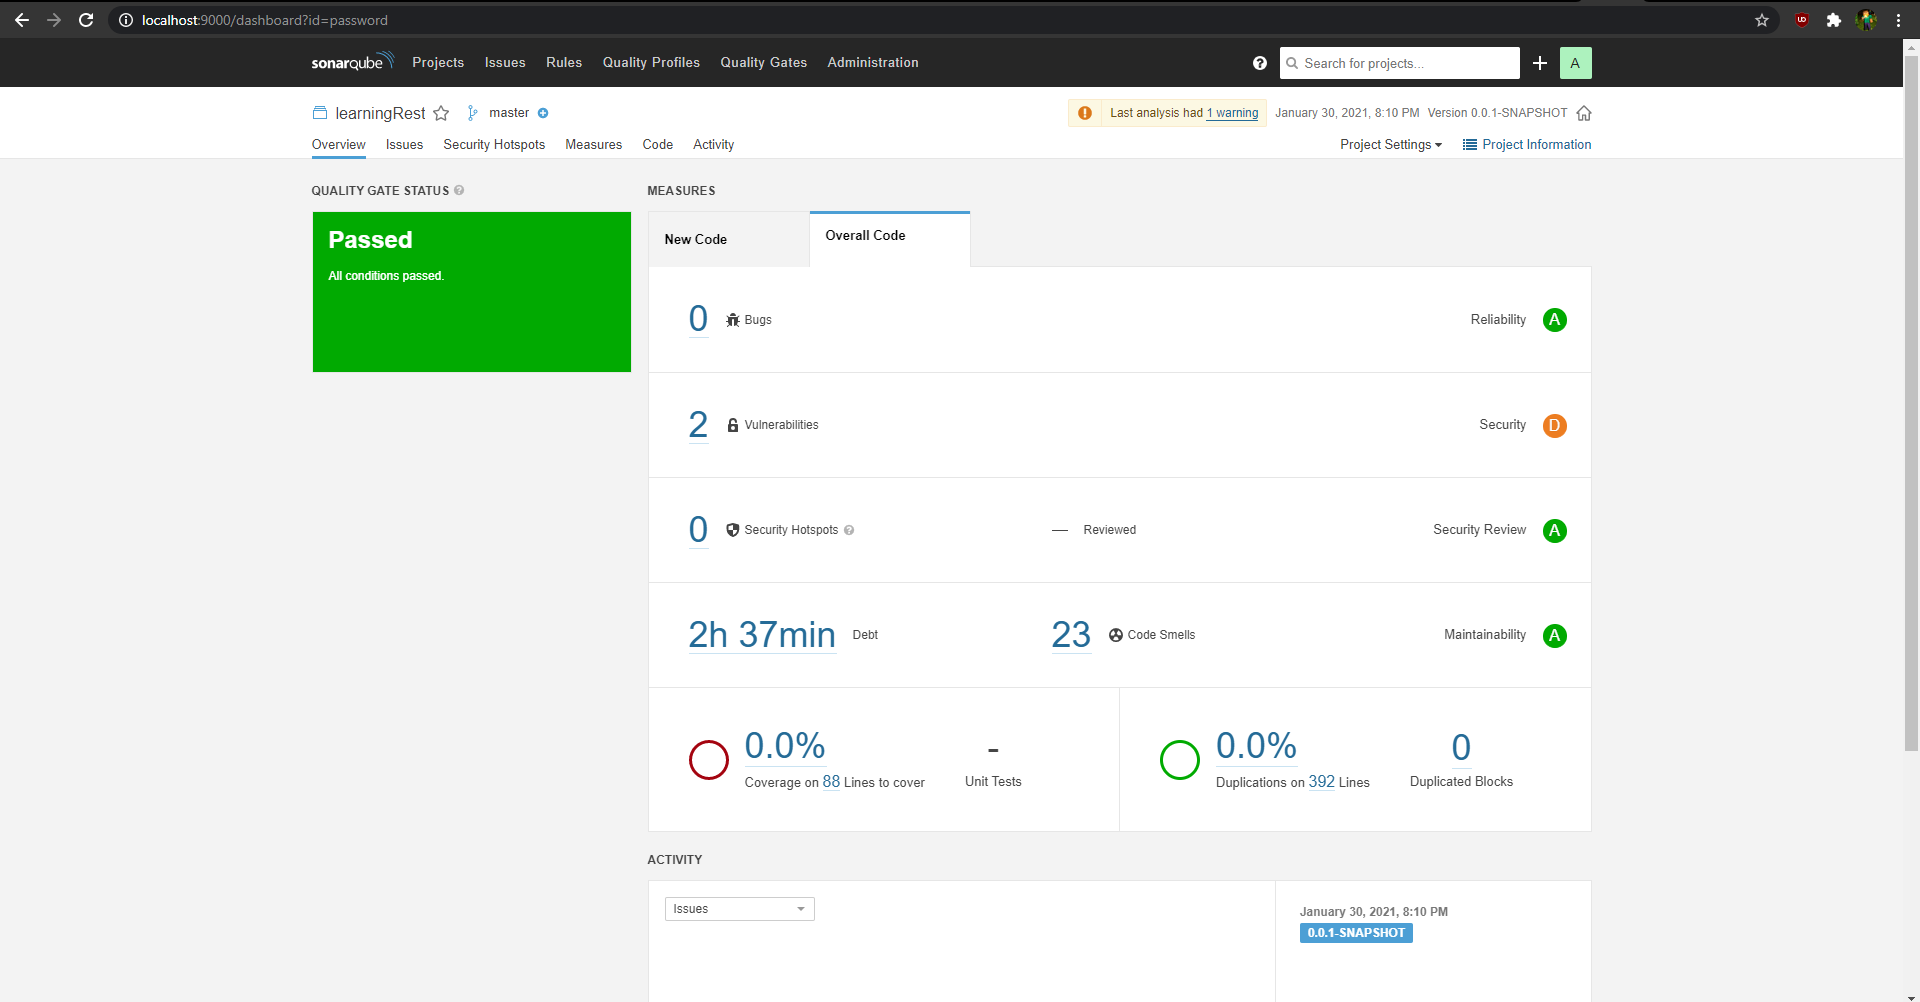 localhost:9000/dashboard?id=password
sonarqube Projects Issues Rules Quality Profiles Quality Gates Administration Search for projects... A
learningRest master Last analysis had 1 warning January 30, 2021, 8:10 PM Version 0.0.1-SNAPSHOT
Overview Issues Security Hotspots Measures Code Activity Project Settings Project Information
QUALITY GATE STATUS
Passed
All conditions passed.
MEASURES
New Code Overall Code
0 Bugs Reliability A
2 Vulnerabilities Security D
0 Security Hotspots — Reviewed Security Review A
2h 37min Debt 23 Code Smells Maintainability A
0.0%
Coverage on 88 Lines to cover
-
Unit Tests
0.0%
Duplications on 392 Lines
0
Duplicated Blocks
ACTIVITY
Issues
January 30, 2021, 8:10 PM
0.0.1-SNAPSHOT